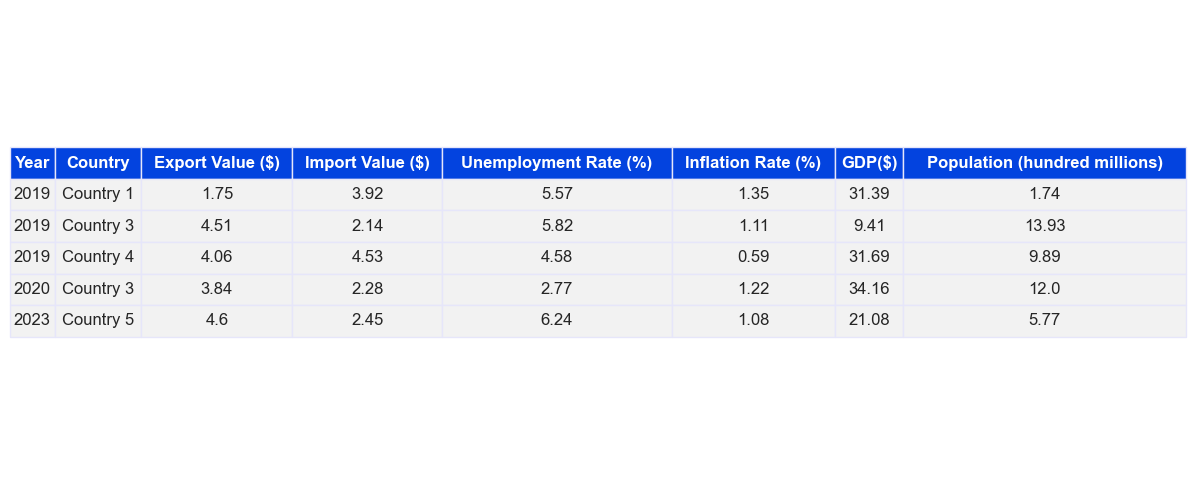 Year Country Export Value ($) Import Value ($) Unemployment Rate (%) Inflation Rate (%) GDP($) Population (hundred millions)
2019 Country 1 1.75 3.92 5.57 1.35 31.39 1.74
2019 Country 3 4.51 2.14 5.82 1.11 9.41 13.93
2019 Country 4 4.06 4.53 4.58 0.59 31.69 9.89
2020 Country 3 3.84 2.28 2.77 1.22 34.16 12.0
2023 Country 5 4.6 2.45 6.24 1.08 21.08 5.77